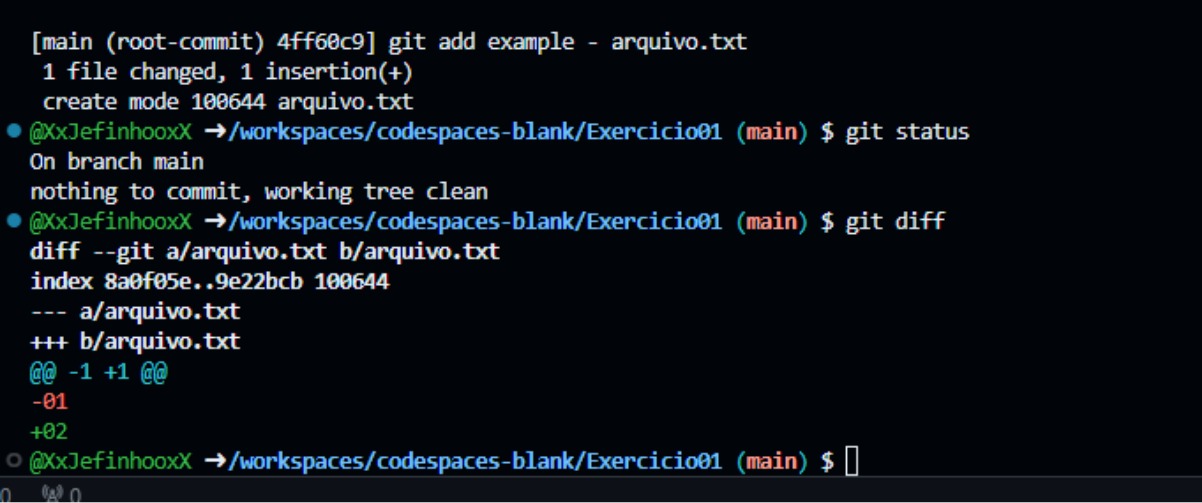 [main (root-commit) 4ff60c9] git add example - arquivo.txt
1 file changed, 1 insertion(+)
create mode 100644 arquivo.txt
@XxJefinhooxX ➜/workspaces/codespaces-blank/Exercicio01 (main) $ git status
On branch main
nothing to commit, working tree clean
@XxJefinhooxX ➜/workspaces/codespaces-blank/Exercicio01 (main) $ git diff
diff --git a/arquivo.txt b/arquivo.txt
index 8a0f05e..9e22bcb 100644
--- a/arquivo.txt
+++ b/arquivo.txt
@@ -1 +1 @@
-01
+02
@XxJefinhooxX ➜/workspaces/codespaces-blank/Exercicio01 (main) $
0 0